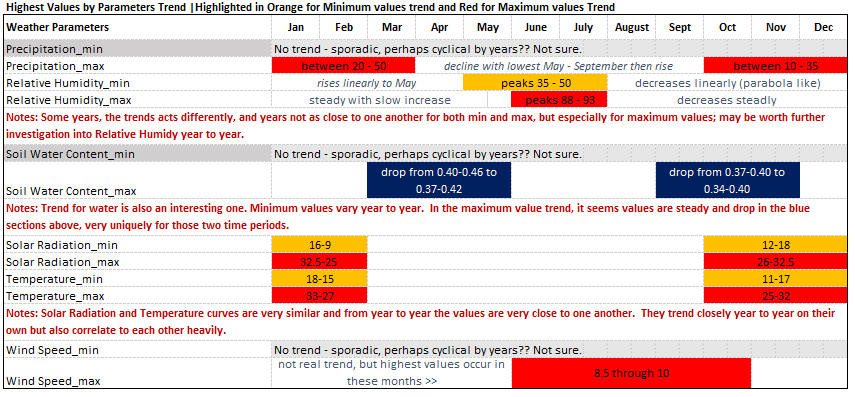 Highest Values by Parameters Trend |Highlighted in Orange for Minimum values trend and Red for Maximum values Trend
Weather Parameters Jan Feb Mar Apr May June July August Sept Oct Nov Dec
Precipitation_min No trend - sporadic, perhaps cyclical by years?? Not sure.
Precipitation_max between 20 - 50 decline with lowest May - September then rise between 10 - 35
Relative Humidity_min rises linearly to May peaks 35 - 50 decreases linearly (parabola like)
Relative Humidity_max steady with slow increase peaks 88 - 93 decreases steadily
Notes: Some years, the trends acts differently, and years not as close to one another for both min and max, but especially for maximum values; may be worth further
investigation into Relative Humidy year to year.
Soil Water Content_min No trend - sporadic, perhaps cyclical by years?? Not sure.
drop from 0.40-0.46 to drop from 0.37-0.40 to
Soil Water Content_max 0.37-0.42 0.34-0.40
Notes: Trend for water is also an interesting one. Minimum values vary year to year. In the maximum value trend, it seems values are steady and drop in the blue
sections above, very uniquely for those two time periods.
Solar Radiation_min 16-9 12-18
Solar Radiation_max 32.5-25 26-32.5
Temperature_min 18-15 11-17
Temperature_max 33-27 25-32
Notes: Solar Radiation and Temperature curves are very similar and from year to year the values are very close to one another. They trend closely year to year on their
own but also correlate to each other heavily.
Wind Speed_min No trend - sporadic, perhaps cyclical by years?? Not sure.
not real trend, but highest values occur in 8.5 through 10
Wind Speed_max these months >>